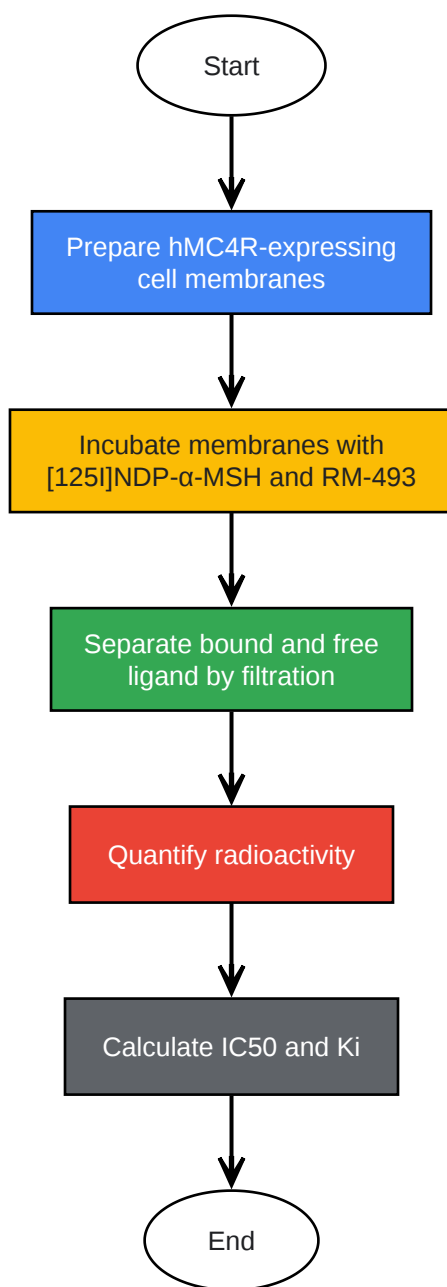 Start
Prepare hMC4R-expressing
cell membranes
Incubate membranes with
[125I]NDP-α-MSH and RM-493
Separate bound and free
ligand by filtration
Quantify radioactivity
Calculate IC50 and Ki
End